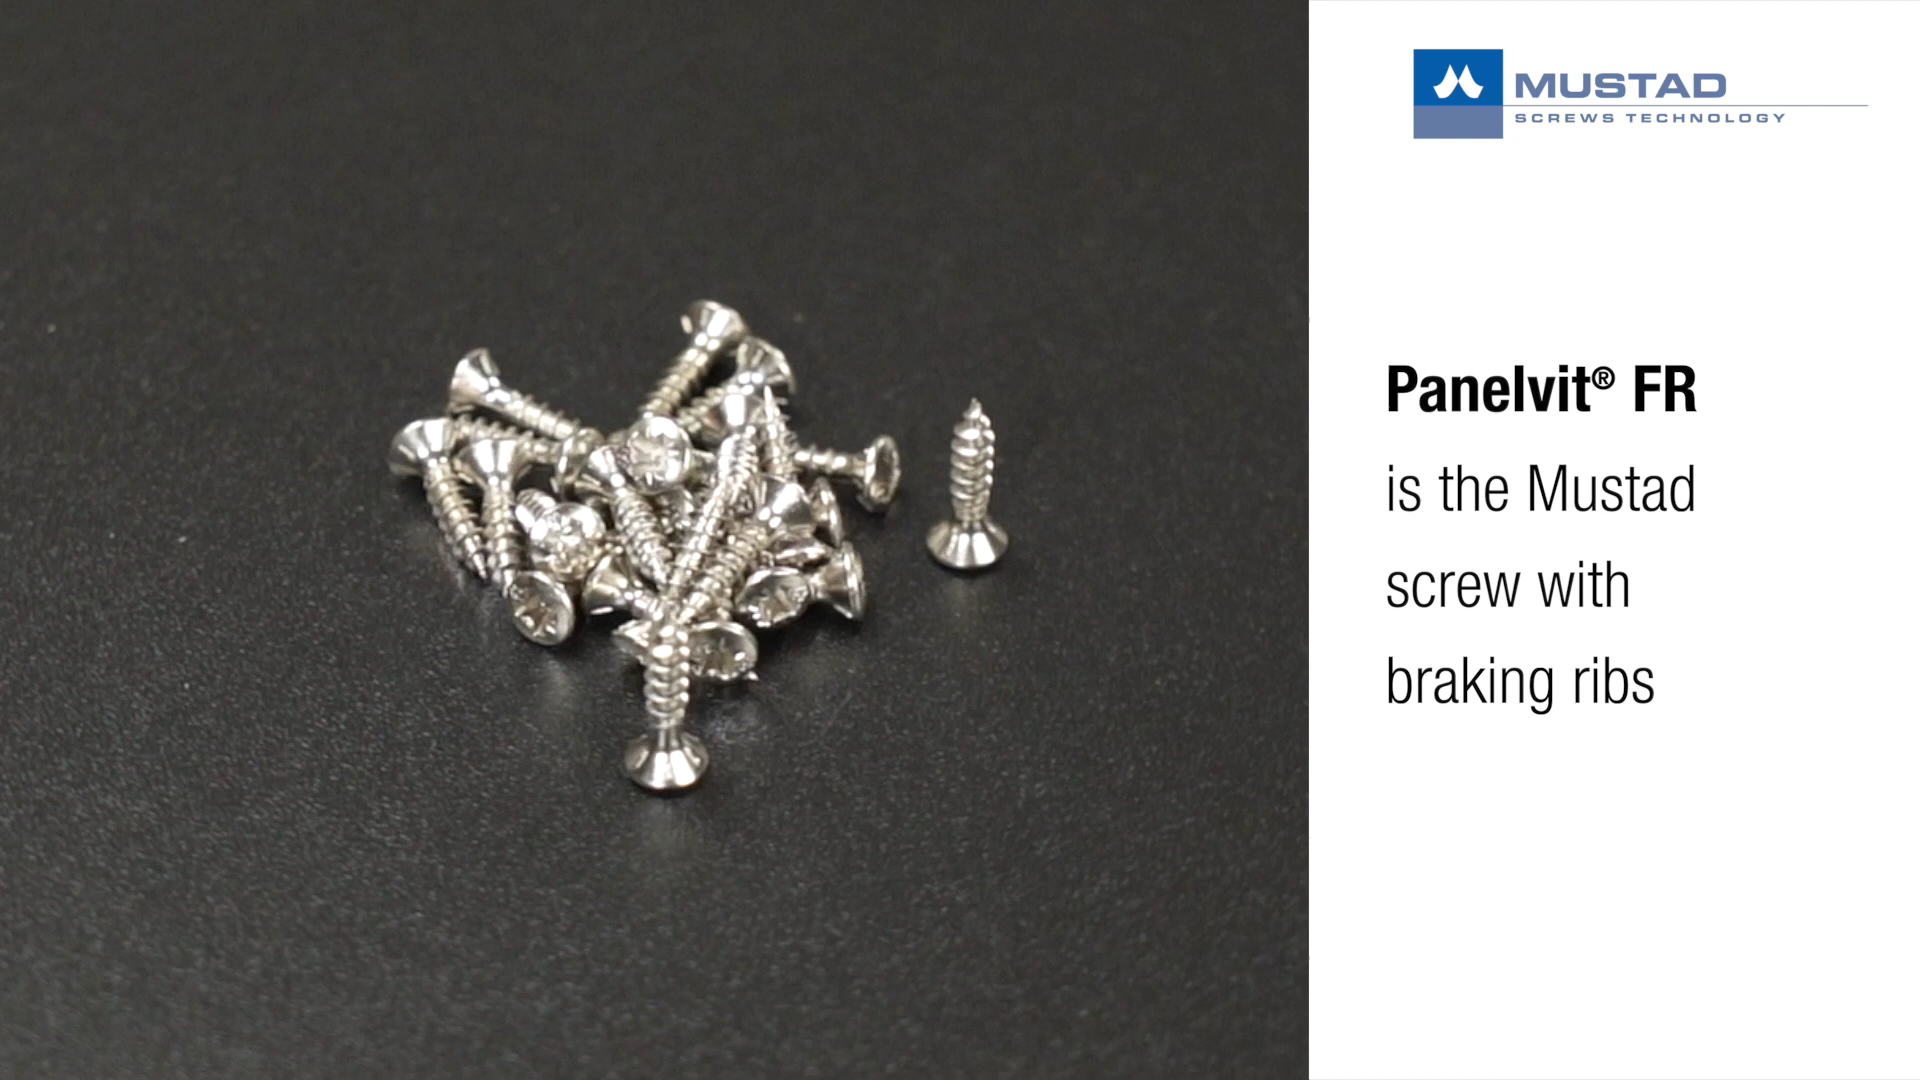 MUSTAD
SCREWS TECHNOLOGY
Panelvit® FR
is the Mustad
screw with
braking ribs